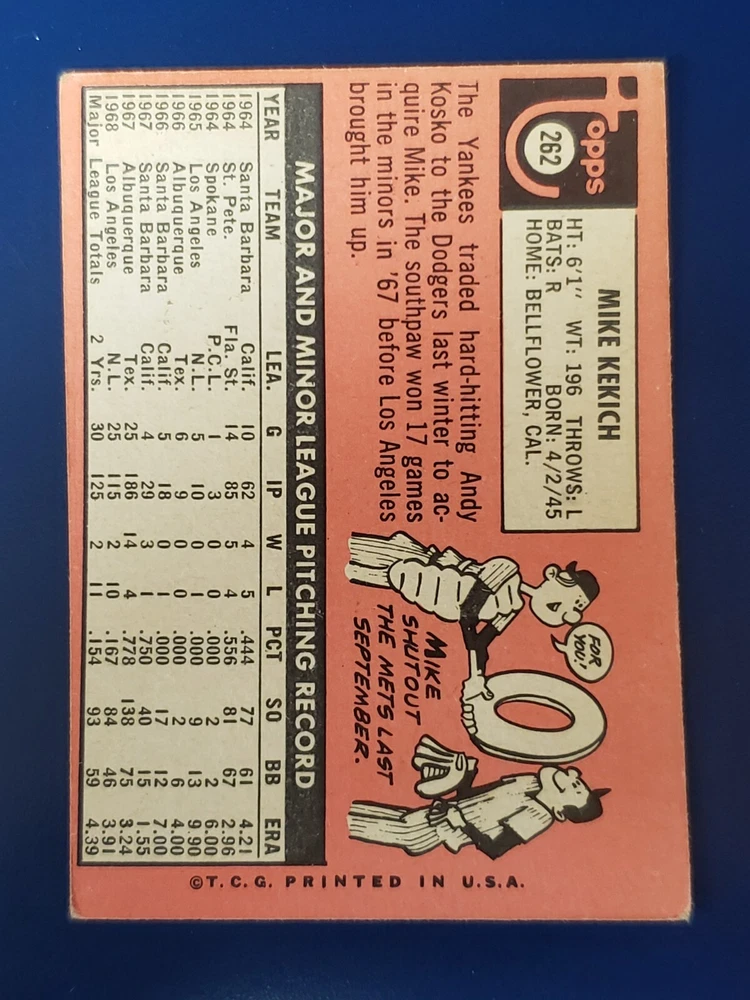 Topps
262
MIKE KEKICH
HT: 6'1" WT: 196 THROWS: L
BATS: R BORN: 4/2/45
HOME: BELLFLOWER, CAL.
The Yankees traded hard-hitting Andy
Kosko to the Dodgers last winter to ac-
quire Mike. The southpaw won 17 games
in the minors in '67 before Los Angeles
brought him up.
FOR
YOU!
MIKE
SHUTOUT
THE METS LAST
SEPTEMBER.
MAJOR AND MINOR LEAGUE PITCHING RECORD
YEAR TEAM LEA. G IP W L PCT SO BB ERA
1964 Santa Barbara Calif. 10 62 4 5 .444 77 61 4.21
1964 St. Pete. Fla. St. 14 85 5 4 .556 81 67 2.96
1964 Spokane P.C.L. 1 3 0 0 .000 2 2 6.00
1965 Los Angeles N.L. 5 10 0 1 .000 9 13 9.90
1966 Albuquerque Tex. 6 9 0 0 .000 2 6 4.00
1966 Santa Barbara Calif. 5 18 0 1 .000 17 12 7.00
1967 Santa Barbara Calif. 4 29 3 1 .750 40 15 1.55
1967 Albuquerque Tex. 25 186 14 4 .778 138 75 3.24
1968 Los Angeles N.L. 25 115 2 10 .167 84 46 3.91
Major League Totals 2 Yrs. 30 125 2 11 .154 93 59 4.39
©T.C.G. PRINTED IN U.S.A.